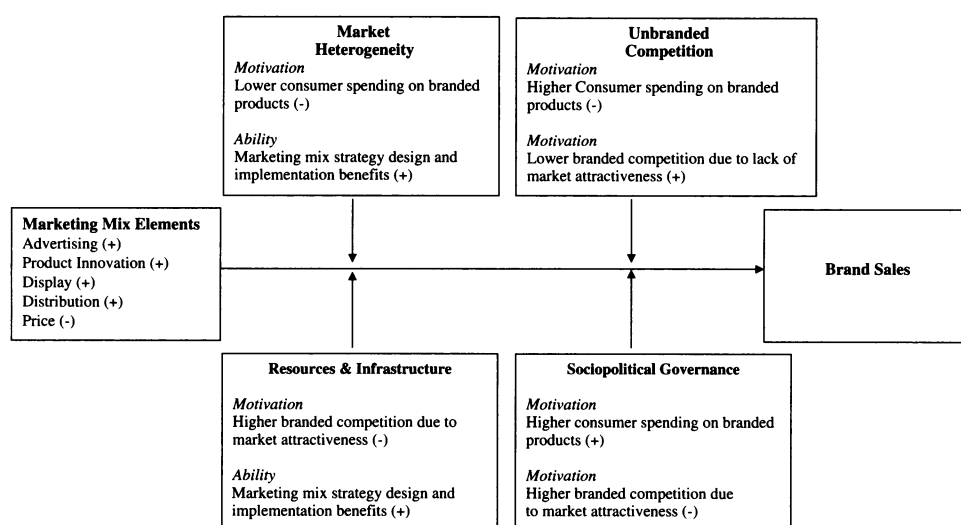 Market
Heterogeneity
Motivation
Lower consumer spending on branded
products (-)
Ability
Marketing mix strategy design and
implementation benefits (+)
Unbranded
Competition
Motivation
Higher Consumer spending on branded
products (-)
Motivation
Lower branded competition due to lack of
market attractiveness (+)
Marketing Mix Elements
Advertising (+)
Product Innovation (+)
Display (+)
Distribution (+)
Price (-)
Brand Sales
Resources & Infrastructure
Motivation
Higher branded competition due to
market attractiveness (-)
Ability
Marketing mix strategy design and
implementation benefits (+)
Sociopolitical Governance
Motivation
Higher consumer spending on branded
products (+)
Motivation
Higher branded competition due
to market attractiveness (-)